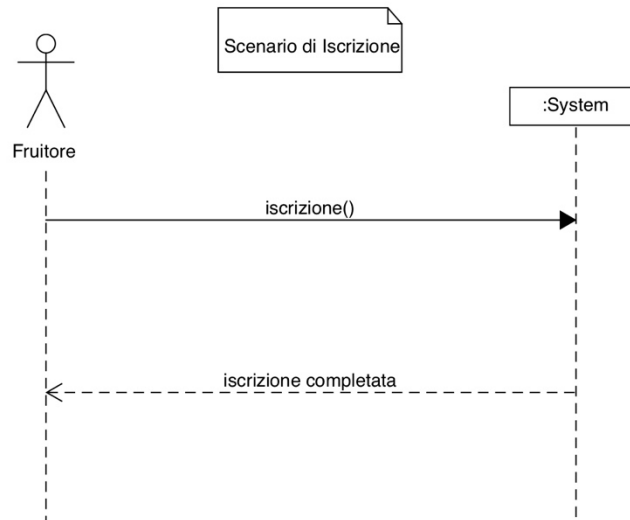 Scenario di Iscrizione
:System
Fruitore
iscrizione()
iscrizione completata